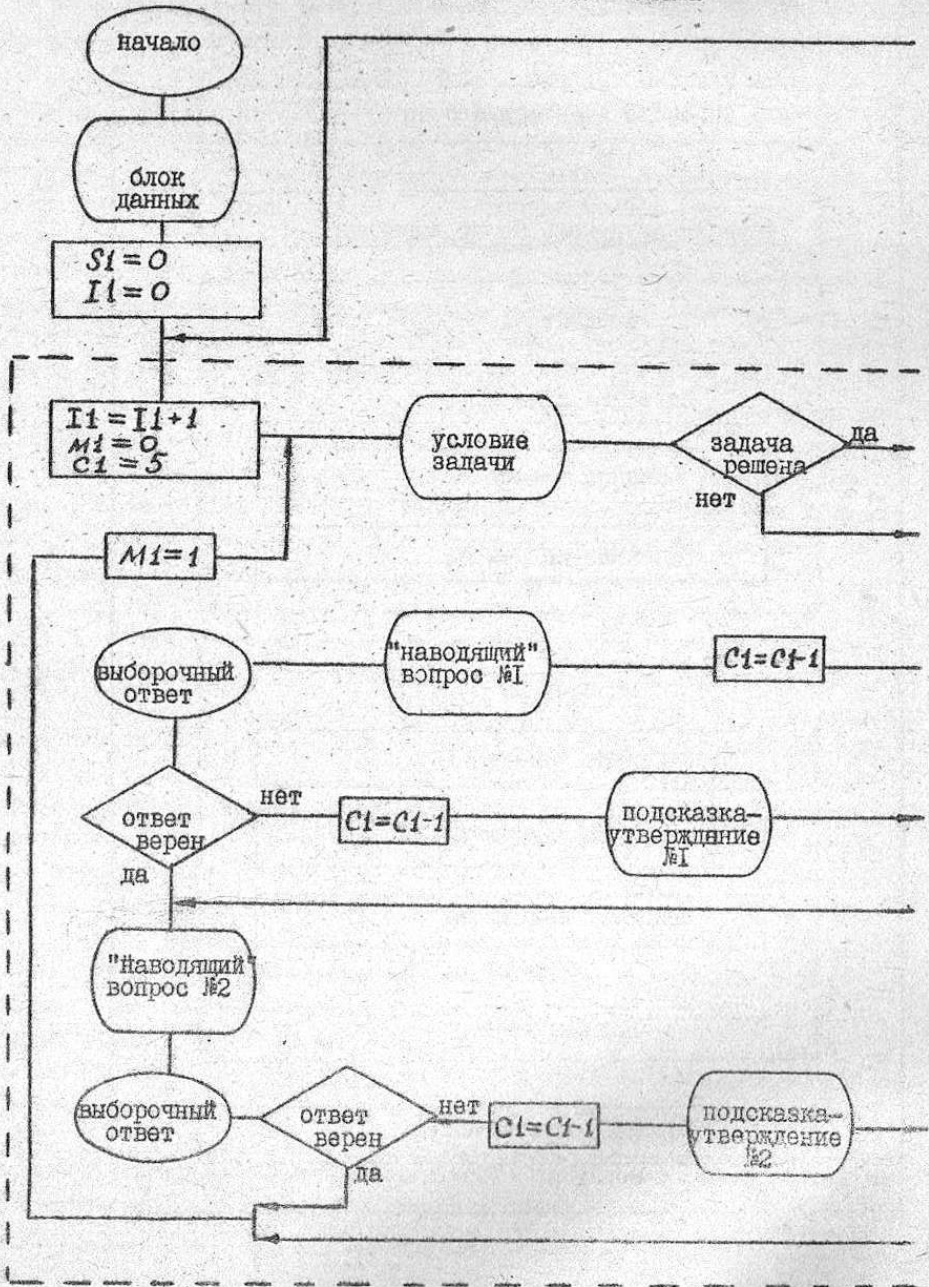 начало
блок
данных
S1=0
I1=0
I1=I1+1
M1=0
C1=5
условие
задачи
задача
решена
да
нет
M1=1
выборочный
ответ
"наводящий"
вопрос №I
C1=C1-1
ответ
верен
нет
да
C1=C1-1
подсказка-
утверждение
№I
"Наводящий"
вопрос №2
выборочный
ответ
ответ
верен
нет
да
C1=C1-1
подсказка-
утверждение
№2